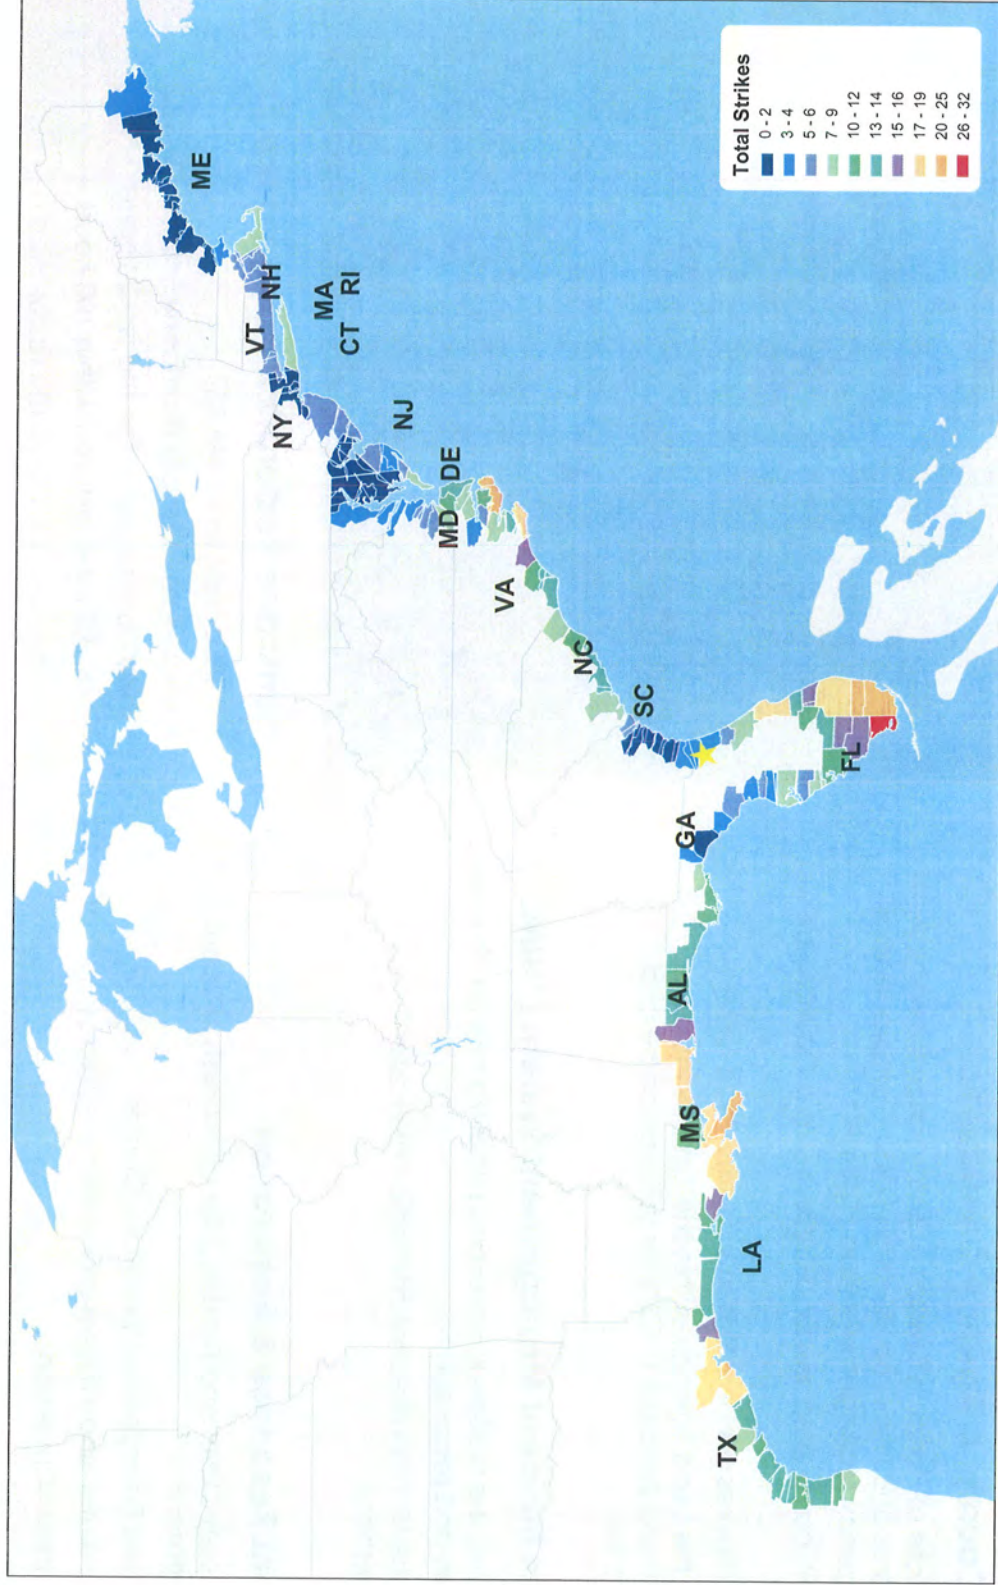 Total Strikes
0 - 2
3 - 4
5 - 6
7 - 9
10 - 12
13 - 14
15 - 16
17 - 19
20 - 25
26 - 32
ME
VT
NH
MA
RI
CT
NY
NJ
DE
MD
VA
NC
SC
GA
FL
AL
MS
LA
TX